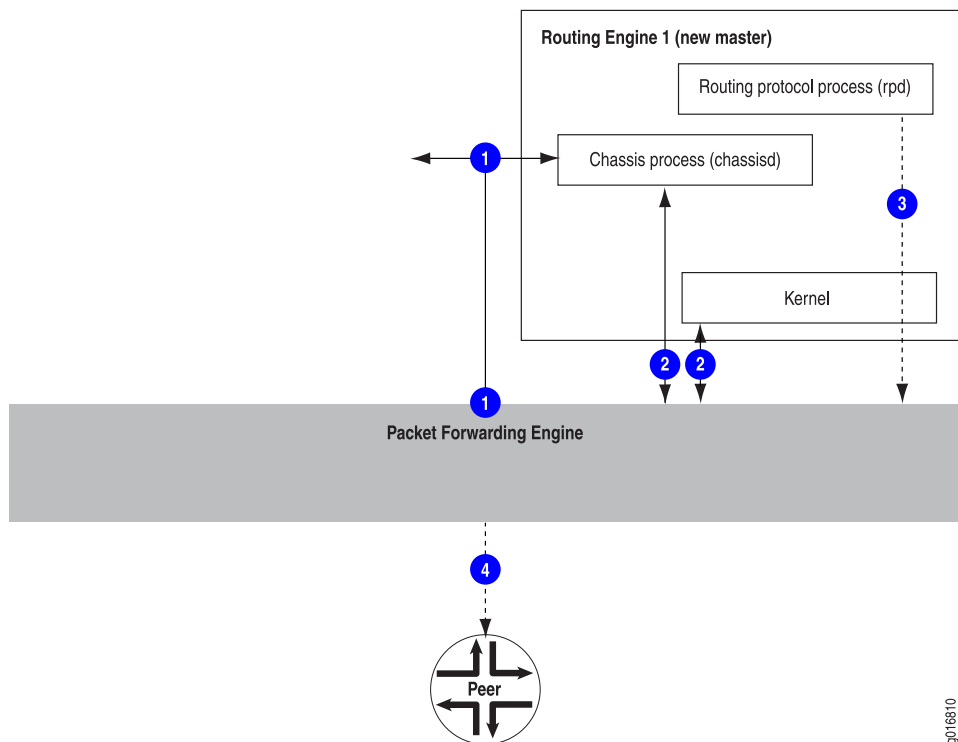 Routing Engine 1 (new master)
Routing protocol process (rpd)
1
Chassis process (chassisd)
3
Kernel
2
2
1
Packet Forwarding Engine
4
Peer
g016810